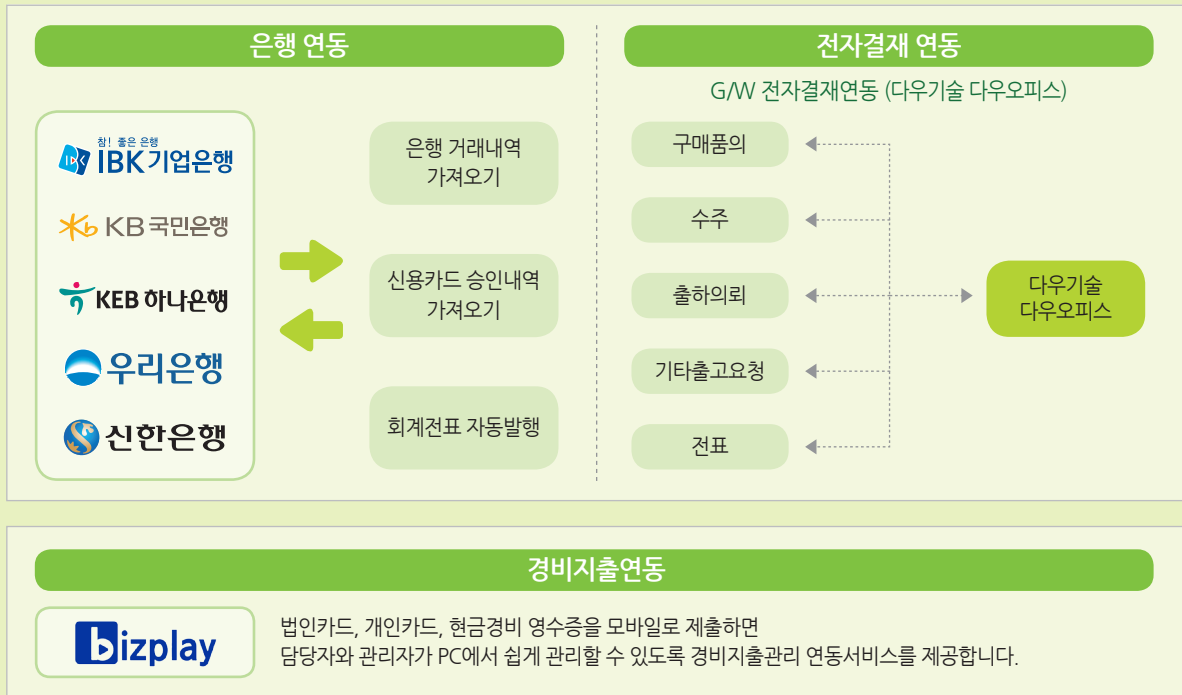 은행 연동
참! 좋은 은행
IBK 기업은행
KB 국민은행
KEB 하나은행
우리은행
신한은행
은행 거래내역
가져오기
신용카드 승인내역
가져오기
회계전표 자동발행
전자결재 연동
G/W 전자결재연동 (다우기술 다우오피스)
구매품의
수주
출하의뢰
기타출고요청
전표
다우기술
다우오피스
경비지출연동
bizplay
법인카드, 개인카드, 현금경비 영수증을 모바일로 제출하면
담당자와 관리자가 PC에서 쉽게 관리할 수 있도록 경비지출관리 연동서비스를 제공합니다.